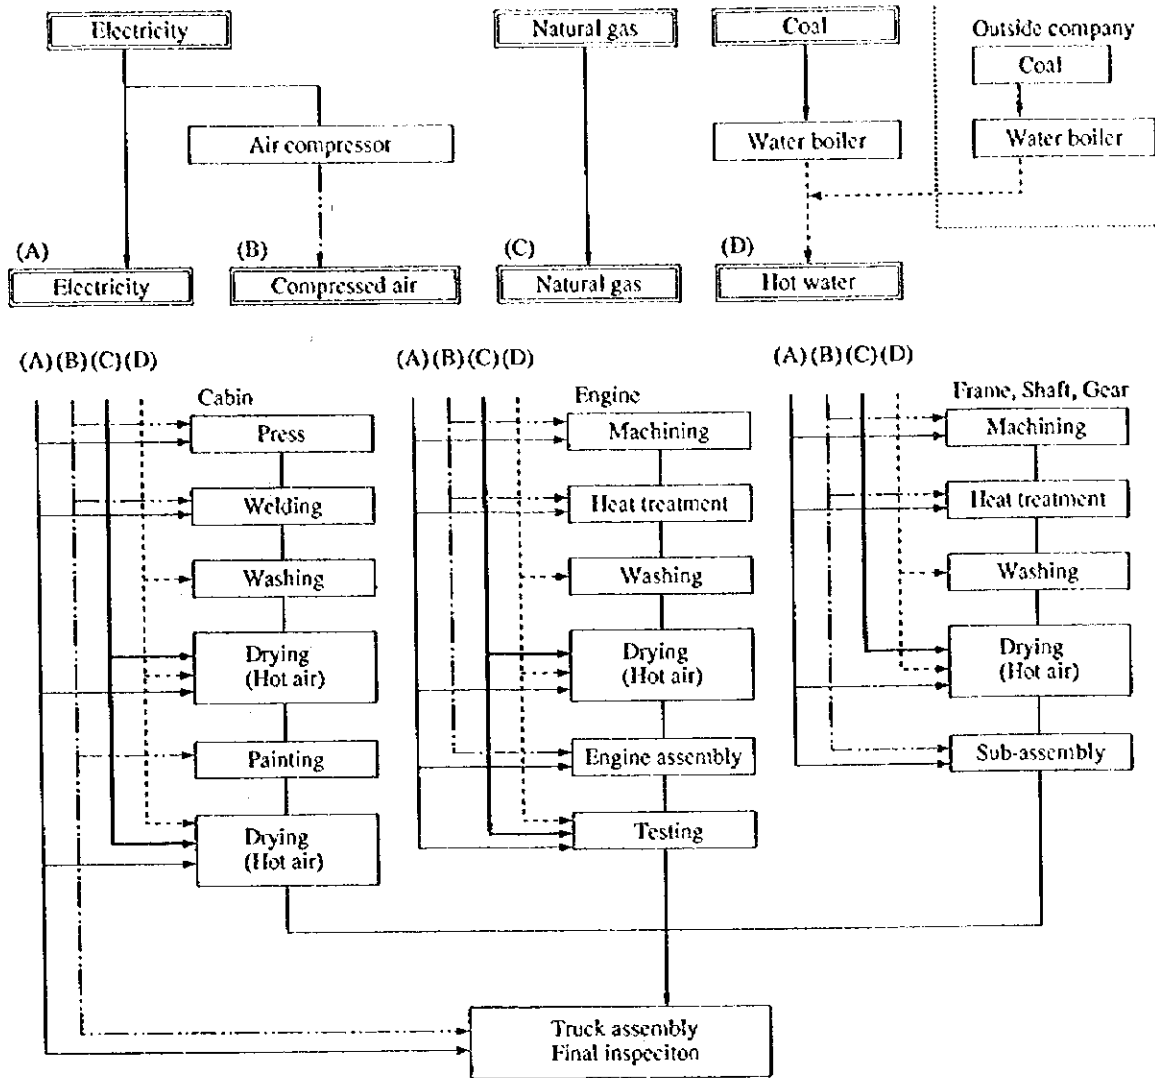 Electricity
Natural gas
Coal
Outside company
Coal
Air compressor
Water boiler
Water boiler
(A)
(B)
(C)
(D)
Electricity
Compressed air
Natural gas
Hot water
(A) (B) (C) (D)
(A) (B) (C) (D)
(A) (B) (C) (D)
Cabin
Press
Welding
Washing
Drying
(Hot air)
Painting
Drying
(Hot air)
Engine
Machining
Heat treatment
Washing
Drying
(Hot air)
Engine assembly
Testing
Frame, Shaft, Gear
Machining
Heat treatment
Washing
Drying
(Hot air)
Sub-assembly
Truck assembly
Final inspeciton